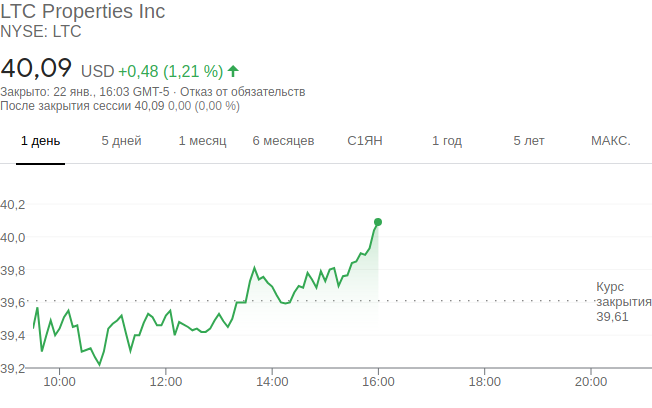 LTC Properties Inc
NYSE: LTC
40,09 USD +0,48 (1,21 %)
Закрыто: 22 янв., 16:03 GMT-5 · Отказ от обязательств
После закрытия сессии 40,09 0,00 (0,00 %)
1 день 5 дней 1 месяц 6 месяцев С1ЯН 1 год 5 лет МАКС.
40,2
40,0
39,8
39,6
39,4
39,2
Курс
закрытия
39,61
10:00 12:00 14:00 16:00 18:00 20:00